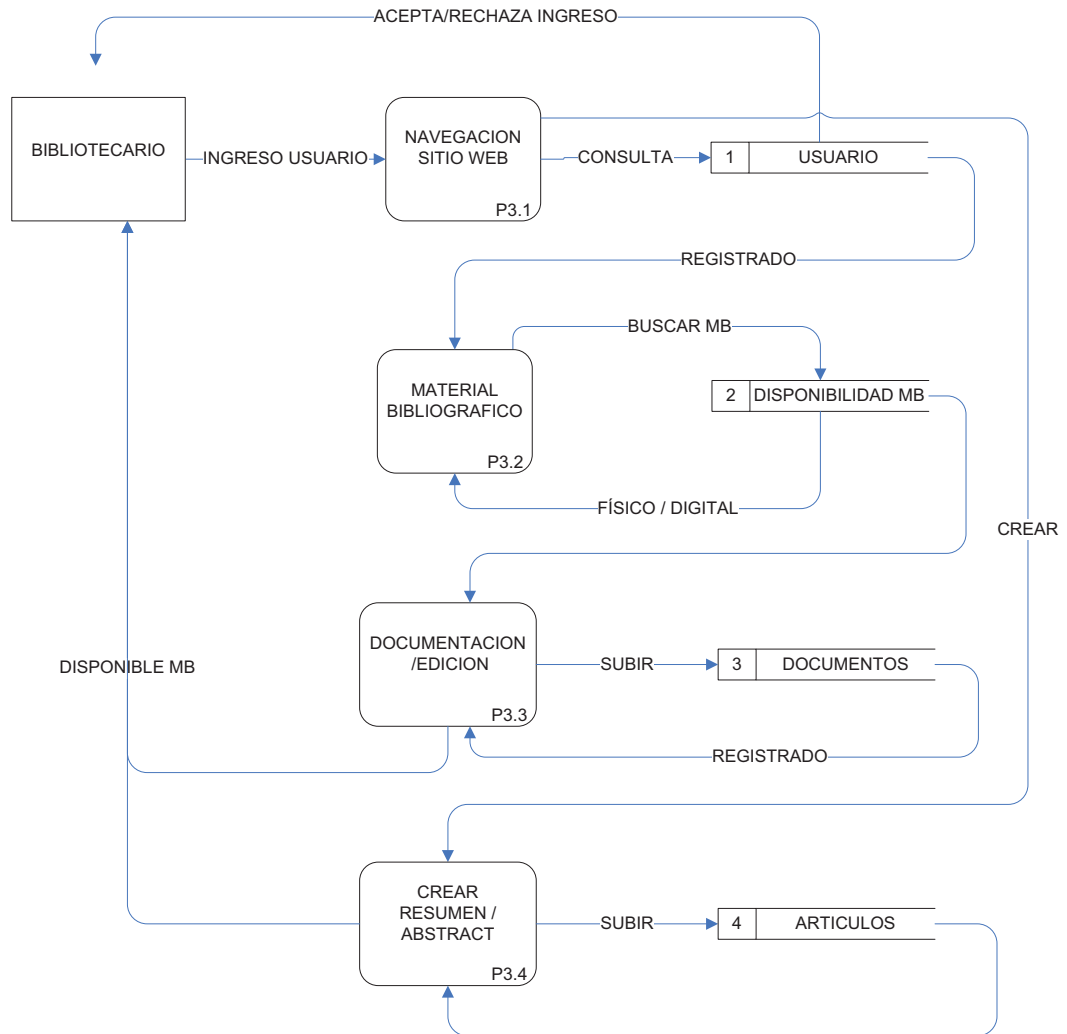 ACEPTA/RECHAZA INGRESO
BIBLIOTECARIO
INGRESO USUARIO
NAVEGACION
SITIO WEB
P3.1
CONSULTA
1 USUARIO
REGISTRADO
BUSCAR MB
MATERIAL
BIBLIOGRAFICO
P3.2
2 DISPONIBILIDAD MB
FÍSICO / DIGITAL
CREAR
DOCUMENTACION
/EDICION
P3.3
SUBIR
3 DOCUMENTOS
DISPONIBLE MB
REGISTRADO
CREAR
RESUMEN /
ABSTRACT
P3.4
SUBIR
4 ARTICULOS